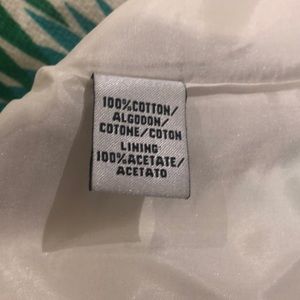 100%COTTON/
ALGODON/
COTONE/COTON
LINING
100%ACETATE/
ACETATO